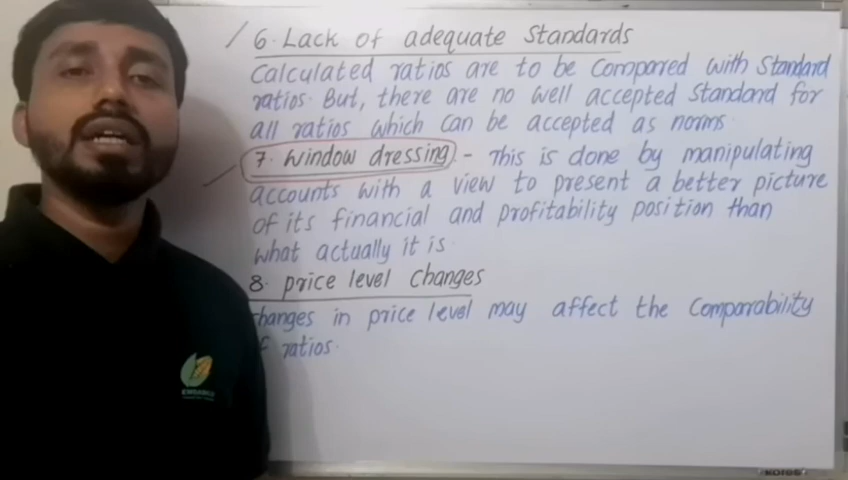 6. Lack of adequate Standards
Calculated ratios are to be Compared with Standard
ratios. But, there are no well accepted Standard for
all ratios which can be accepted as norms.
7. Window dressing - This is done by manipulating
accounts with a view to present a better picture
of its financial and profitability position than
what actually it is.
8. price level changes
changes in price level may affect the Comparability
of ratios.
kores